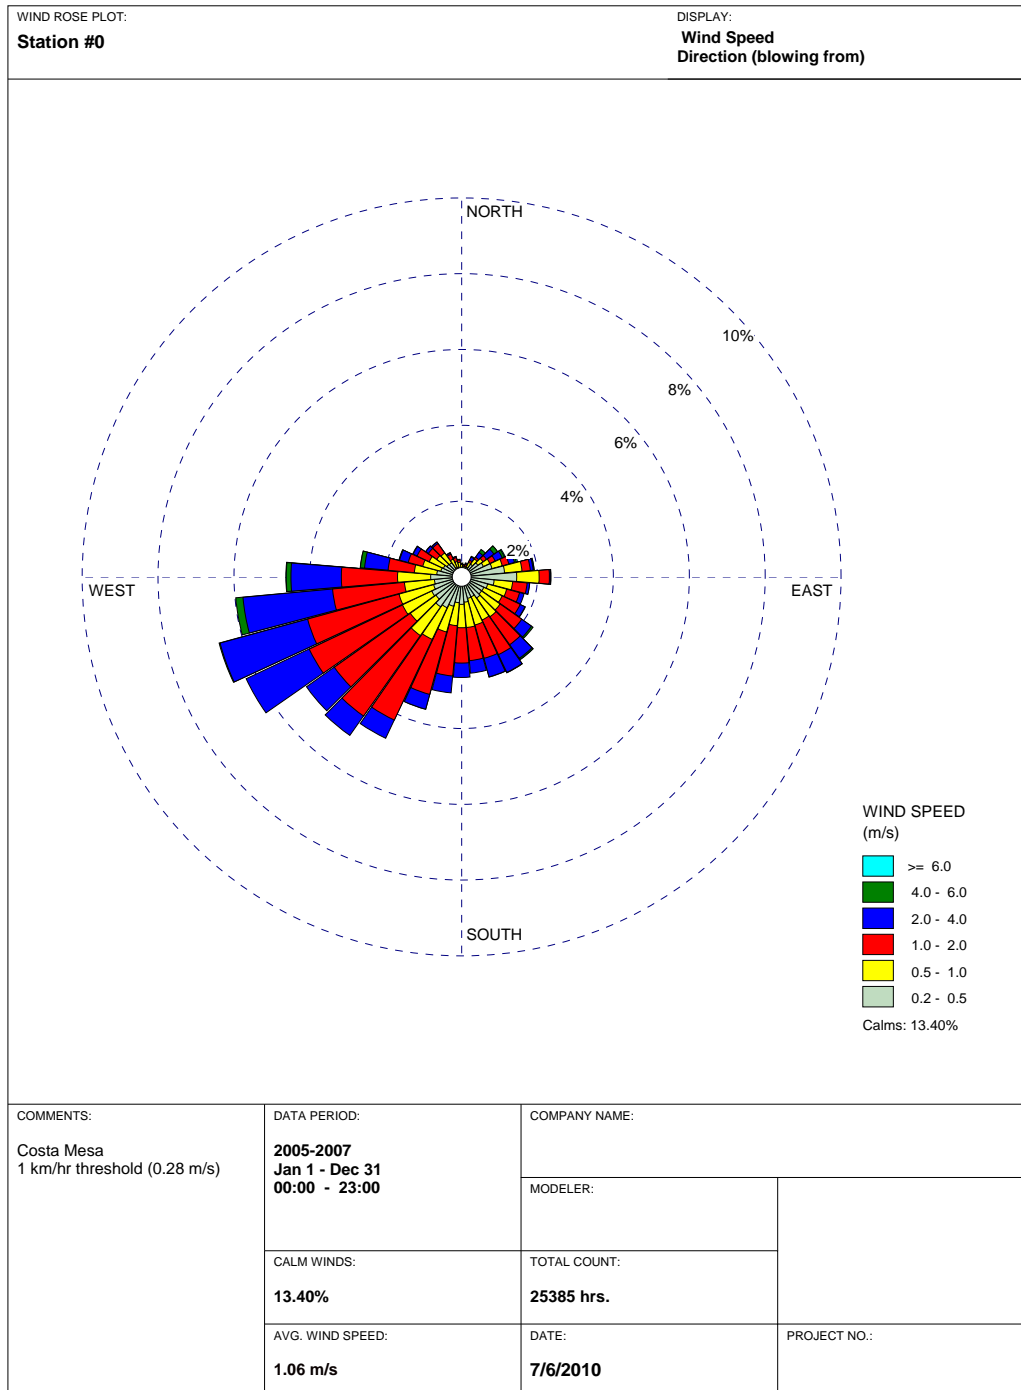 WIND ROSE PLOT:
Station #0
DISPLAY:
Wind Speed
Direction (blowing from)
NORTH
10%
8%
6%
4%
2%
WEST
EAST
SOUTH
WIND SPEED
(m/s)
>= 6.0
4.0 - 6.0
2.0 - 4.0
1.0 - 2.0
0.5 - 1.0
0.2 - 0.5
Calms: 13.40%
COMMENTS:
Costa Mesa
1 km/hr threshold (0.28 m/s)
DATA PERIOD:
2005-2007
Jan 1 - Dec 31
00:00 - 23:00
COMPANY NAME:
MODELER:
CALM WINDS:
13.40%
TOTAL COUNT:
25385 hrs.
AVG. WIND SPEED:
1.06 m/s
DATE:
7/6/2010
PROJECT NO.: